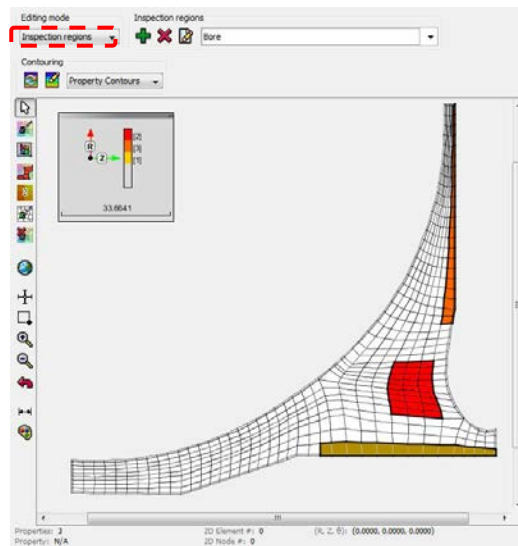 Editing mode
Inspection regions
Inspection regions
Bore
Contouring
Property Contours
R
Z
[2]
[3]
[1]
33.6641
Properties: 3
2D Element #: 0
(R, Z, θ): (0.0000, 0.0000, 0.0000)
Property: N/A
2D Node #: 0